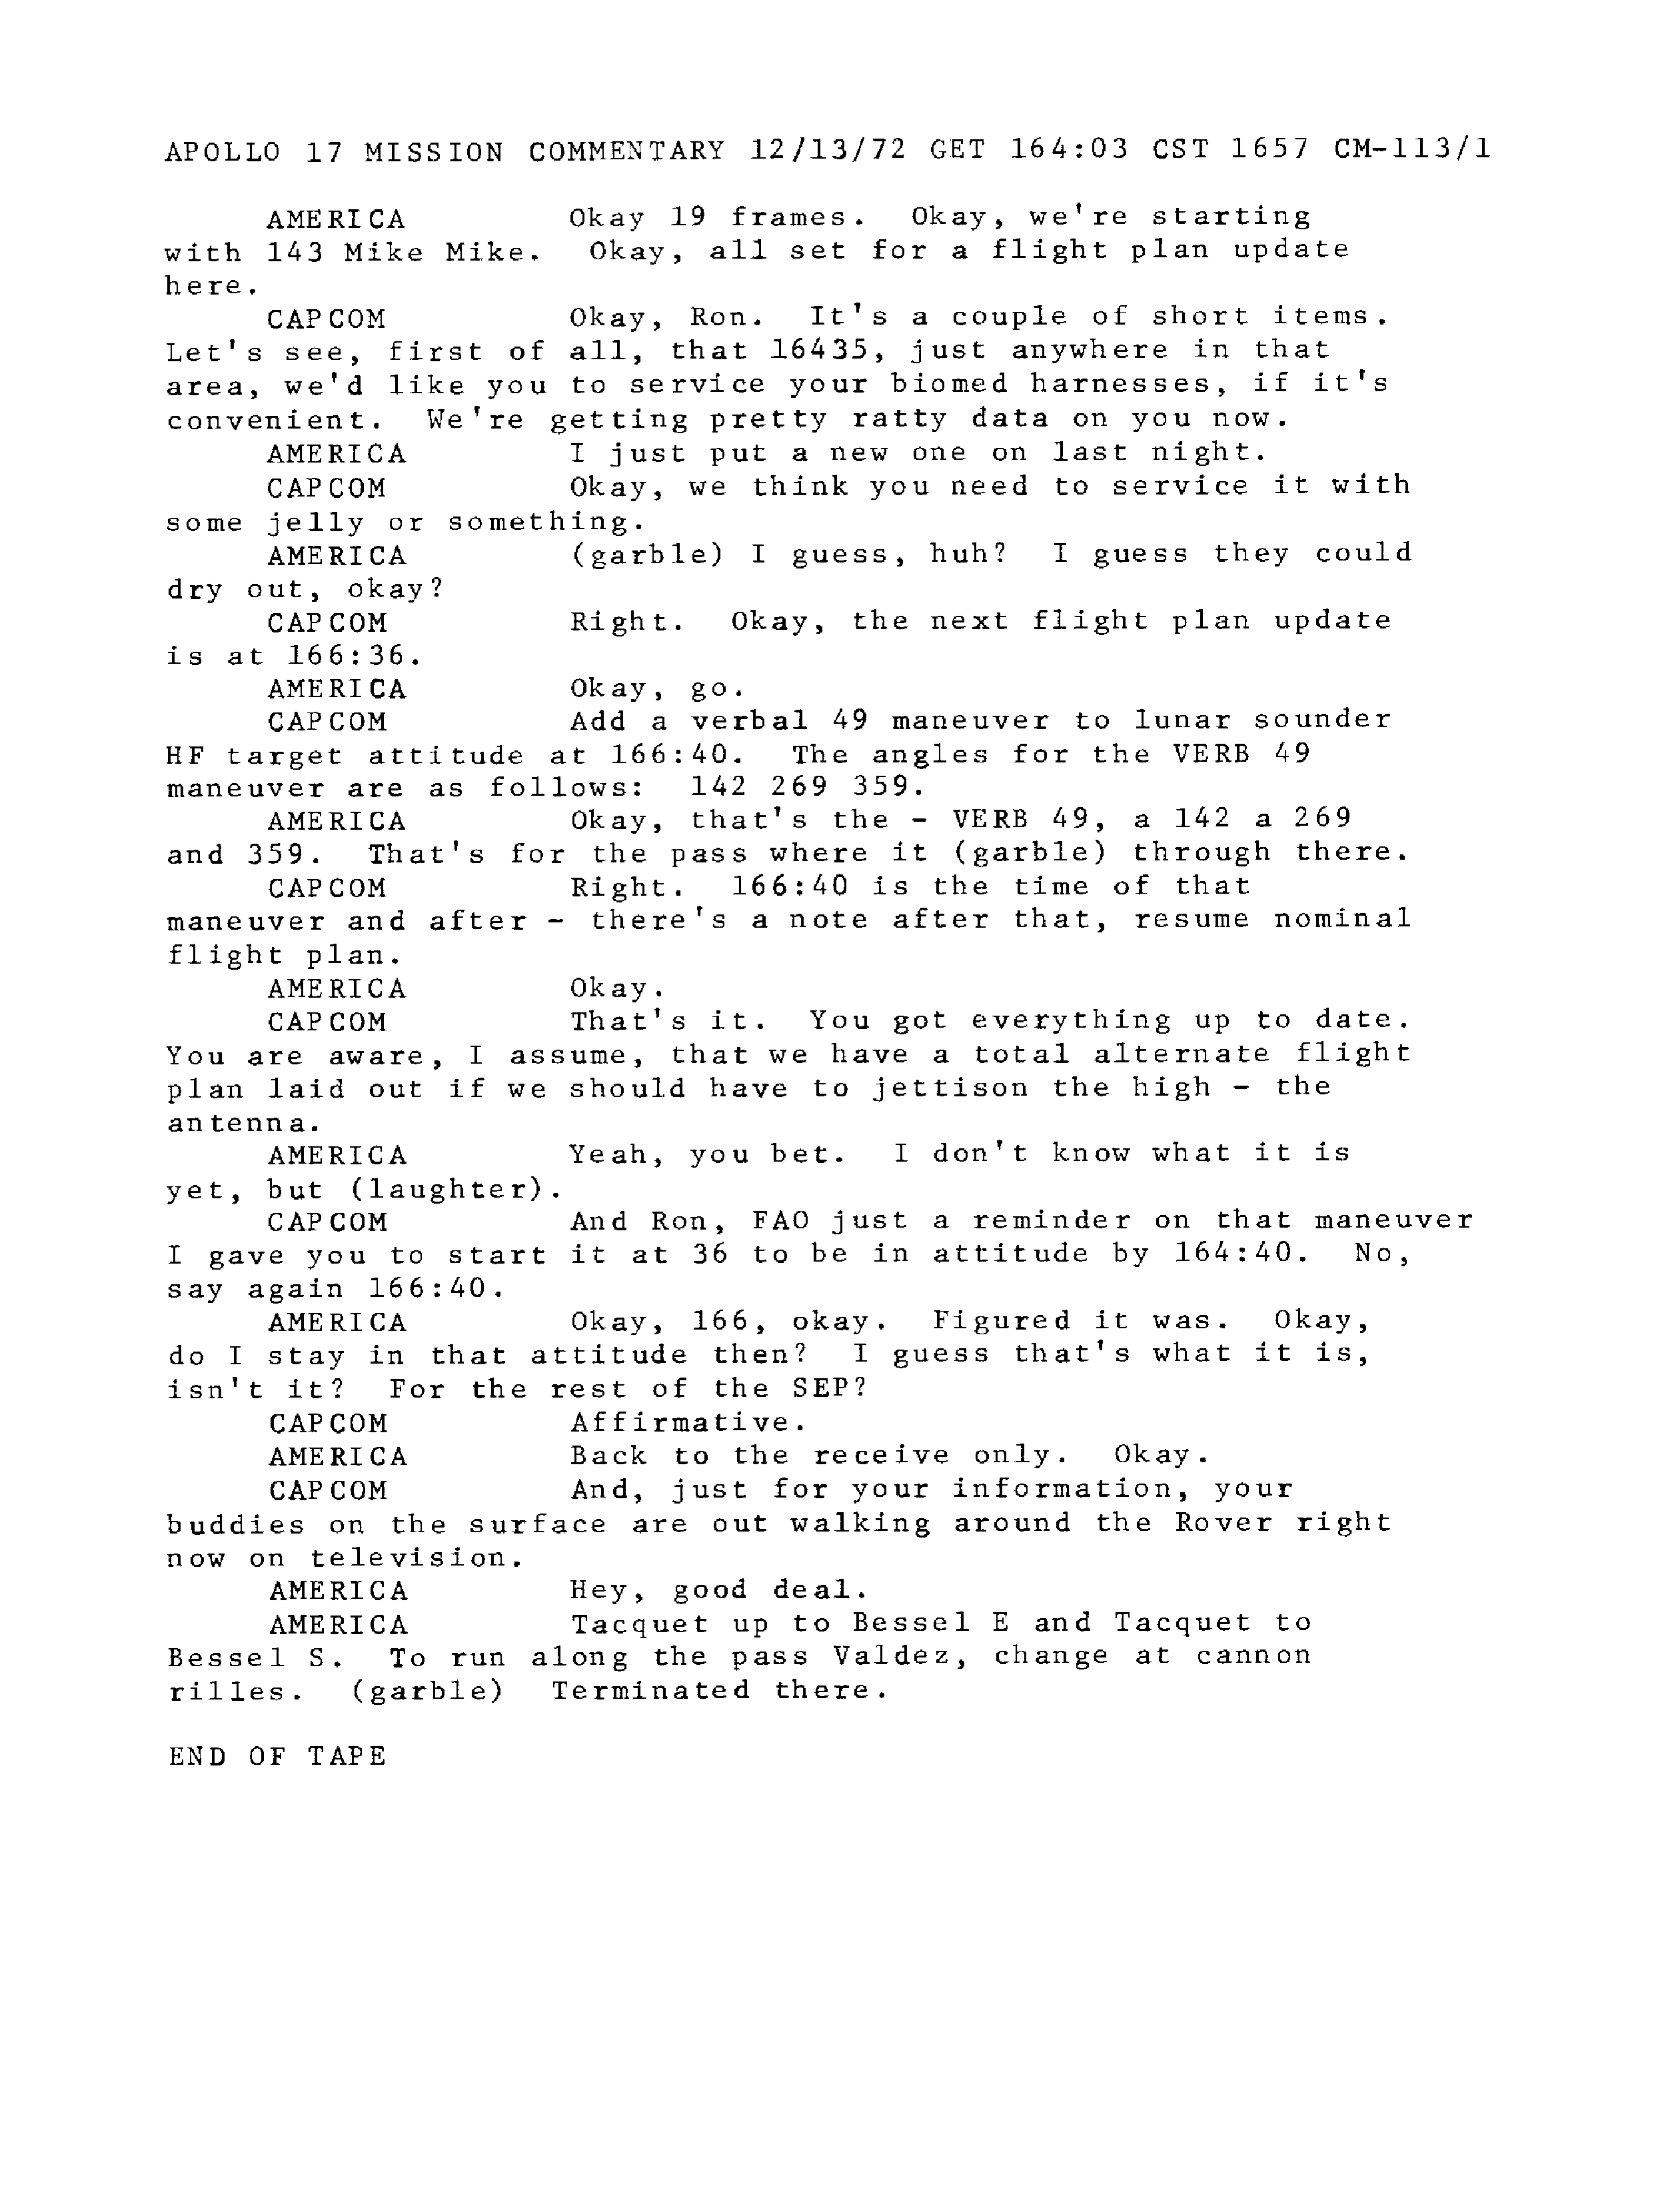 APOLLO 17 MISSION COMMENTARY 12/13/72 GET 164:03 CST 1657 CM-113/1
AMERICA Okay 19 frames. Okay, we're starting
with 143 Mike Mike. Okay, all set for a flight plan update
here.
CAPCOM Okay, Ron. It's a couple of short items.
Let's see, first of all, that 16435, just anywhere in that
area, we'd like you to service your biomed harnesses, if it's
convenient. We're getting pretty ratty data on you now.
AMERICA I just put a new one on last night.
CAPCOM Okay, we think you need to service it with
some jelly or something.
AMERICA (garble) I guess, huh? I guess they could
dry out, okay?
CAPCOM Right. Okay, the next flight plan update
is at 166:36.
AMERICA Okay, go.
CAPCOM Add a verbal 49 maneuver to lunar sounder
HF target attitude at 166:40. The angles for the VERB 49
maneuver are as follows: 142 269 359.
AMERICA Okay, that's the - VERB 49, a 142 a 269
and 359. That's for the pass where it (garble) through there.
CAPCOM Right. 166:40 is the time of that
maneuver and after - there's a note after that, resume nominal
flight plan.
AMERICA Okay.
CAPCOM That's it. You got everything up to date.
You are aware, I assume, that we have a total alternate flight
plan laid out if we should have to jettison the high - the
antenna.
AMERICA Yeah, you bet. I don't know what it is
yet, but (laughter).
CAPCOM And Ron, FAO just a reminder on that maneuver
I gave you to start it at 36 to be in attitude by 164:40. No,
say again 166:40.
AMERICA Okay, 166, okay. Figured it was. Okay,
do I stay in that attitude then? I guess that's what it is,
isn't it? For the rest of the SEP?
CAPCOM Affirmative.
AMERICA Back to the receive only. Okay.
CAPCOM And, just for your information, your
buddies on the surface are out walking around the Rover right
now on television.
AMERICA Hey, good deal.
AMERICA Tacquet up to Bessel E and Tacquet to
Bessel S. To run along the pass Valdez, change at cannon
rilles. (garble) Terminated there.
END OF TAPE